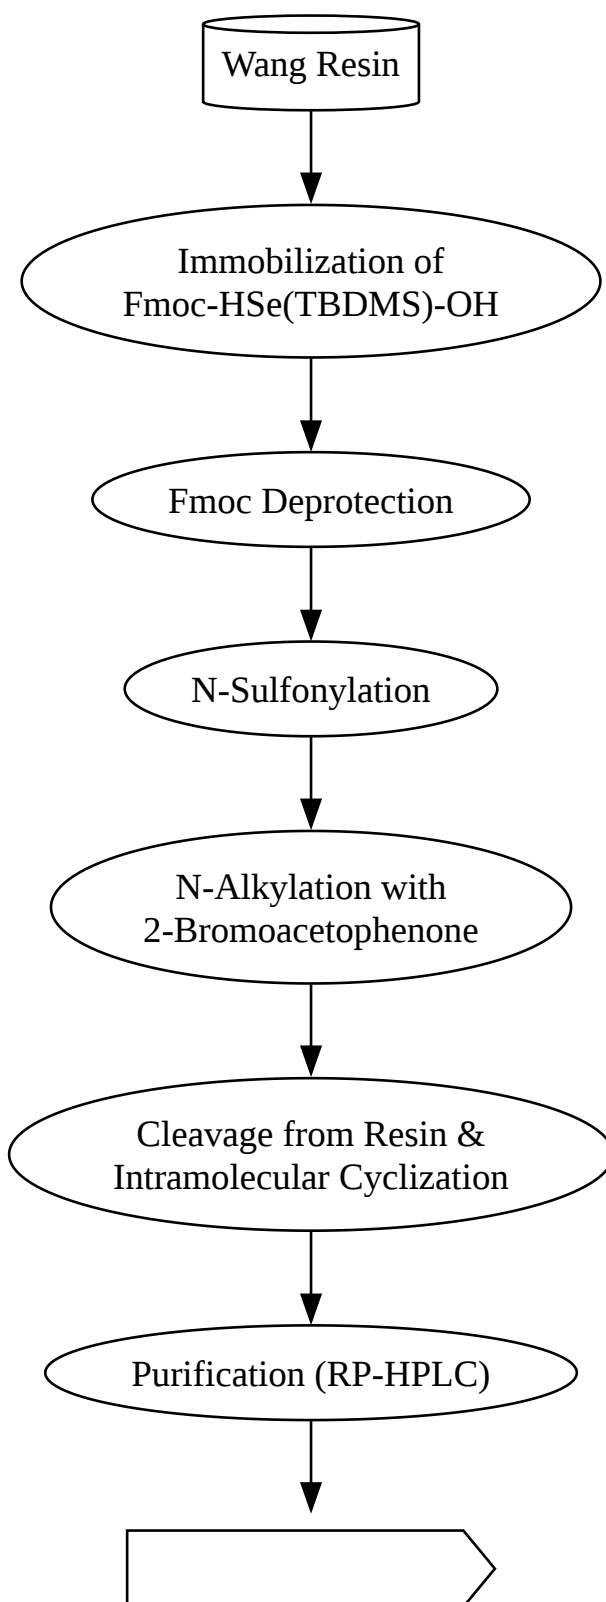 Wang Resin
Immobilization of
Fmoc-HSe(TBDMS)-OH
Fmoc Deprotection
N-Sulfonylation
N-Alkylation with
2-Bromoacetophenone
Cleavage from Resin &
Intramolecular Cyclization
Purification (RP-HPLC)